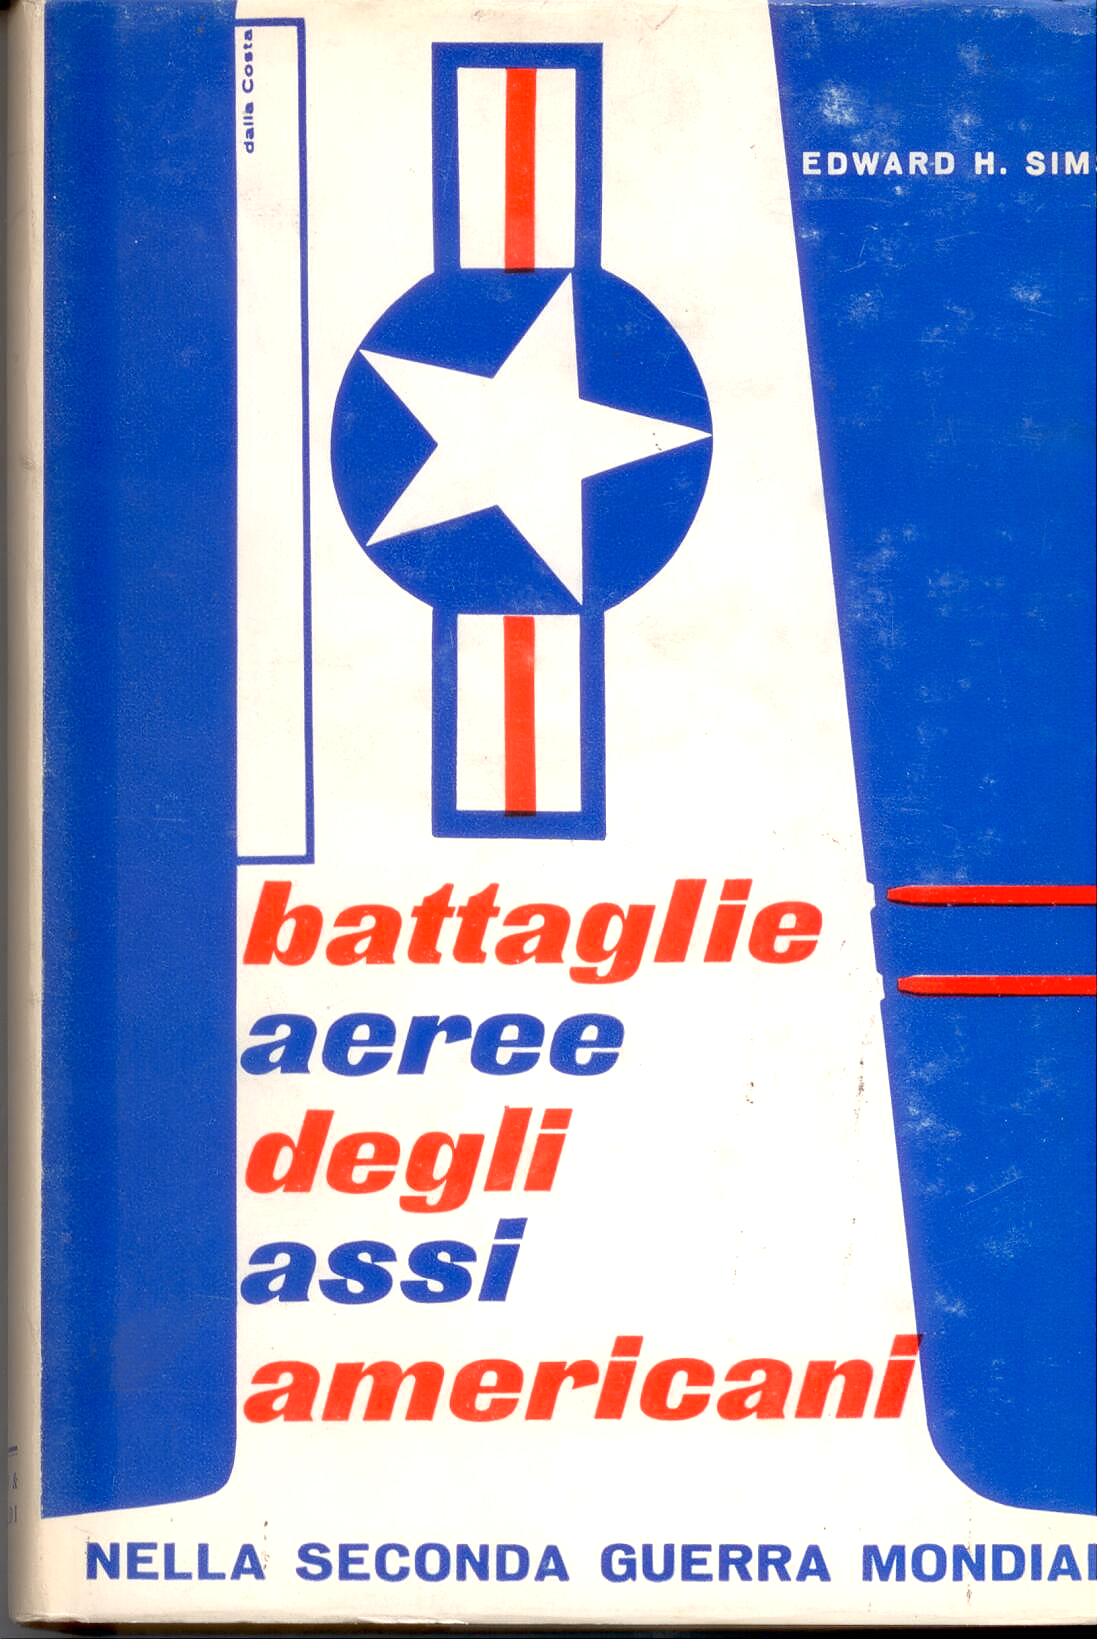 dalla Costa
EDWARD H. SIMS
battaglie
aeree
degli
assi
americani
&
NELLA SECONDA GUERRA MONDIAL